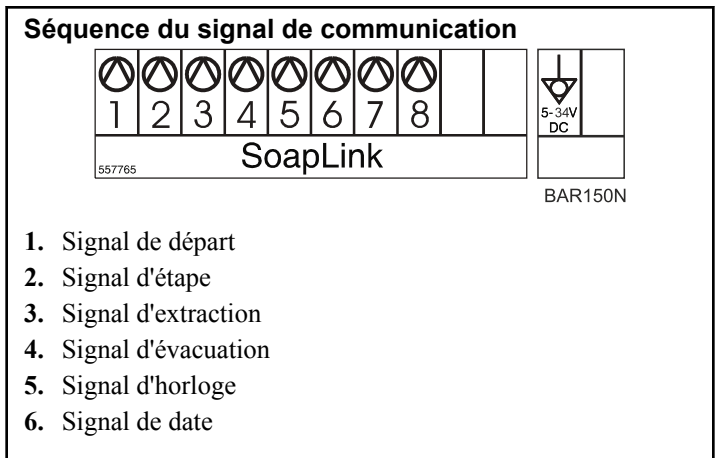 Séquence du signal de communication
1 2 3 4 5 6 7 8
5-34V
DC
557765
SoapLink
BAR150N
1. Signal de départ
2. Signal d'étape
3. Signal d'extraction
4. Signal d'évacuation
5. Signal d'horloge
6. Signal de date